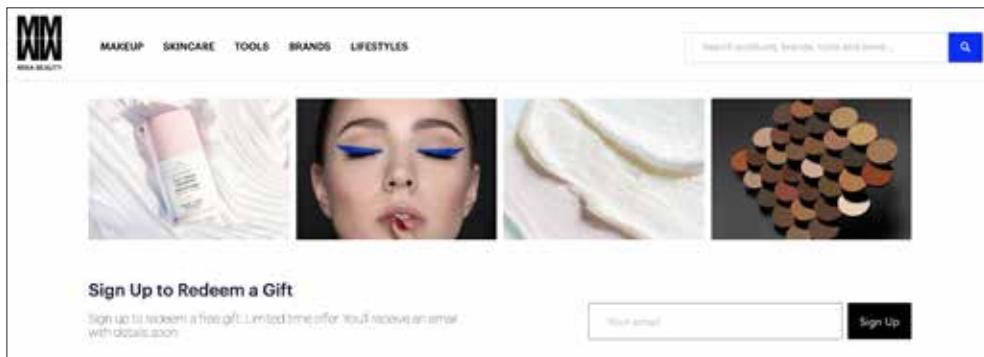 MMWW
MIRA BEAUTY
MAKEUP SKINCARE TOOLS BRANDS LIFESTYLES
Search products, brands, tools and more...
Sign Up to Redeem a Gift
Sign up to redeem a free gift. Limited time offer. You'll receive an email
with details soon
Your email
Sign Up